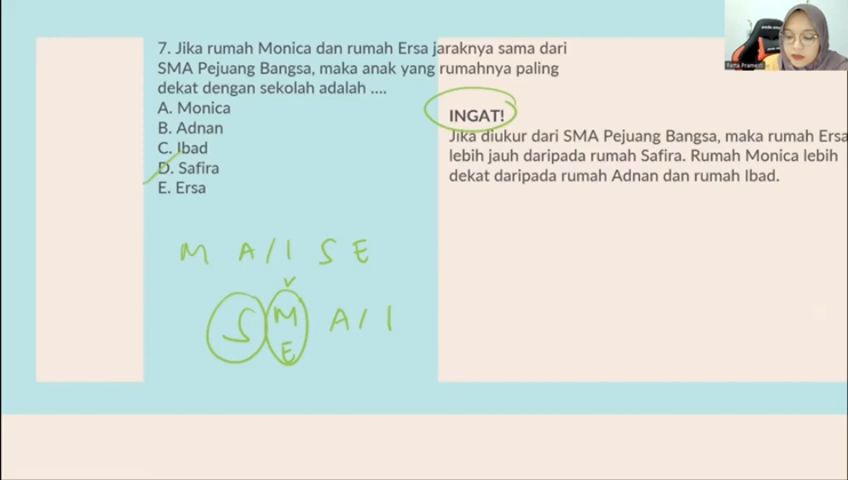 7. Jika rumah Monica dan rumah Ersa jaraknya sama dari
SMA Pejuang Bangsa, maka anak yang rumahnya paling
dekat dengan sekolah adalah ....
A. Monica
B. Adnan
C. Ibad
D. Safira
E. Ersa
INGAT!
Jika diukur dari SMA Pejuang Bangsa, maka rumah Ersa
lebih jauh daripada rumah Safira. Rumah Monica lebih
dekat daripada rumah Adnan dan rumah Ibad.
M A/I S E
S M A/I
E